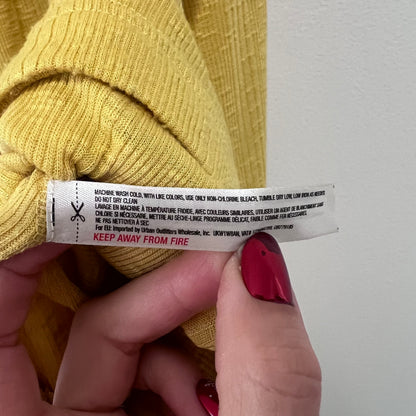 MACHINE WASH COLD, WITH LIKE COLORS, USE ONLY NON-CHLORINE BLEACH, TUMBLE DRY LOW, LOW IRON AS NEEDED
DO NOT DRY CLEAN
LAVAGE EN MACHINE À TEMPÉRATURE FROIDE, AVEC COULEURS SIMILAIRES, UTILISER UN AGENT DE BLANCHIMENT SANS
CHLORE SI NÉCESSAIRE, METTRE AU SÈCHE-LINGE PROGRAMME DÉLICAT, FAIBLE COMME FER SI NÉCESSAIRE.
NE PAS NETTOYER À SEC
For EU: Imported by Urban Outfitters Wholesale, Inc. UK
KEEP AWAY FROM FIRE